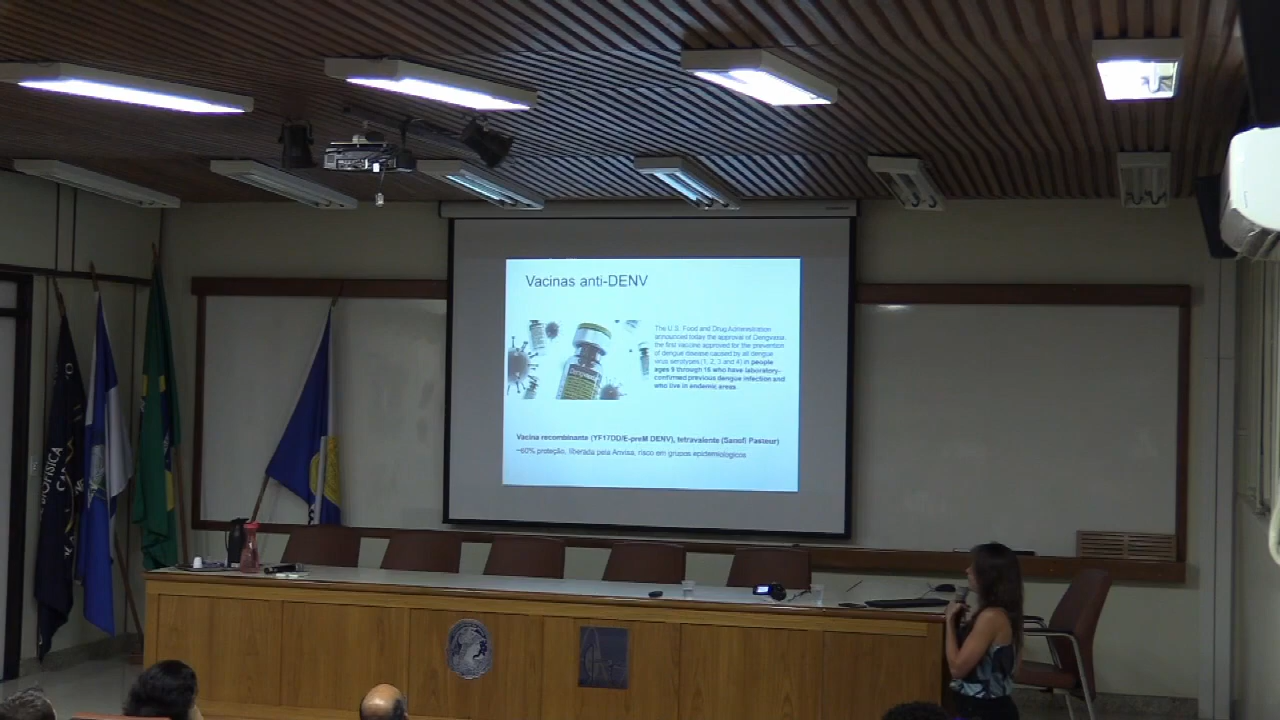 Vacinas anti-DENV
The U.S. Food and Drug Administration
announced today the approval of Dengvaxia,
the first vaccine approved for the prevention
of dengue disease caused by all dengue
virus serotypes (1, 2, 3 and 4) in people
ages 9 through 16 who have laboratory-
confirmed previous dengue infection and
who live in endemic areas.
Vacina recombinante (YF17DD/E-preM DENV), tetravalente (Sanofi Pasteur)
~60% proteção, liberada pela Anvisa, risco em grupos epidemiologicos
BIOFISICA